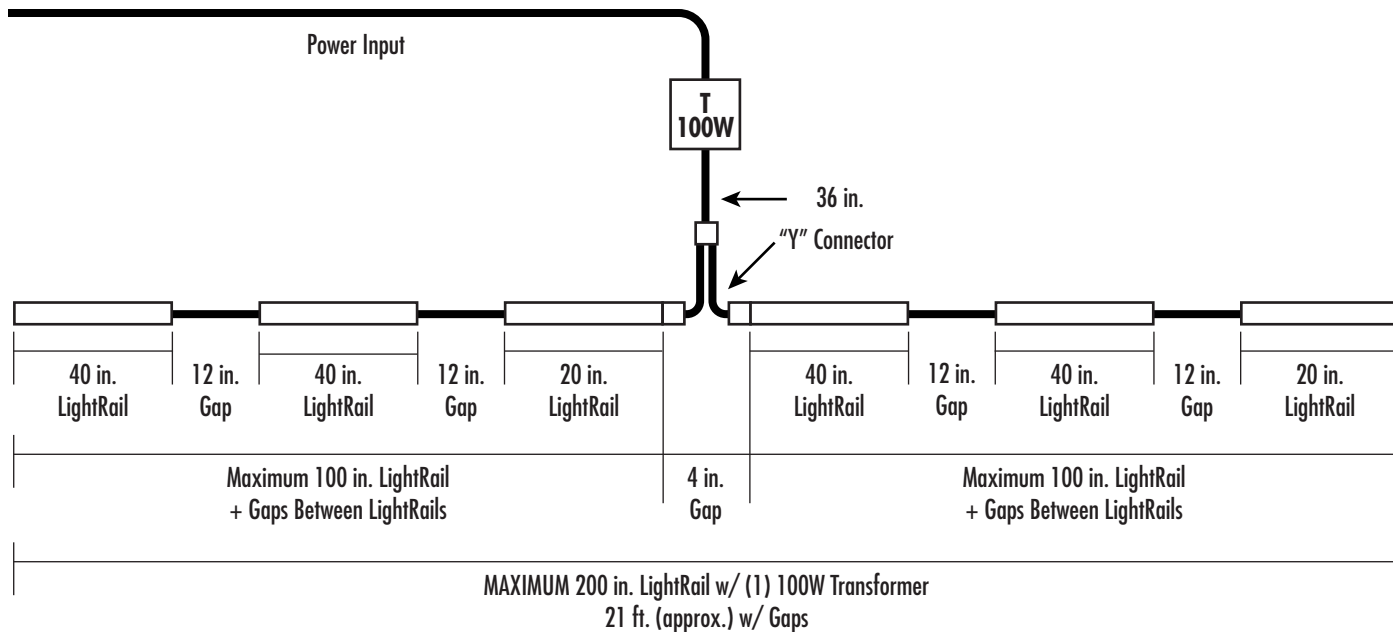 Power Input
T
100W
36 in.
“Y” Connector
40 in.
LightRail
12 in.
Gap
40 in.
LightRail
12 in.
Gap
20 in.
LightRail
40 in.
LightRail
12 in.
Gap
40 in.
LightRail
12 in.
Gap
20 in.
LightRail
Maximum 100 in. LightRail
+ Gaps Between LightRails
4 in.
Gap
Maximum 100 in. LightRail
+ Gaps Between LightRails
MAXIMUM 200 in. LightRail w/ (1) 100W Transformer
21 ft. (approx.) w/ Gaps